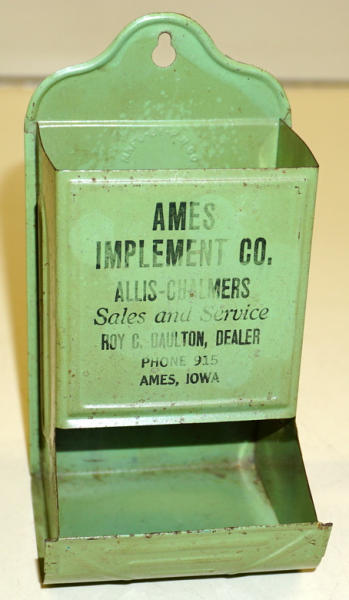 AMES
IMPLEMENT CO.
ALLIS-CHALMERS
Sales and Service
ROY C. DAULTON, DEALER
PHONE 915
AMES, IOWA